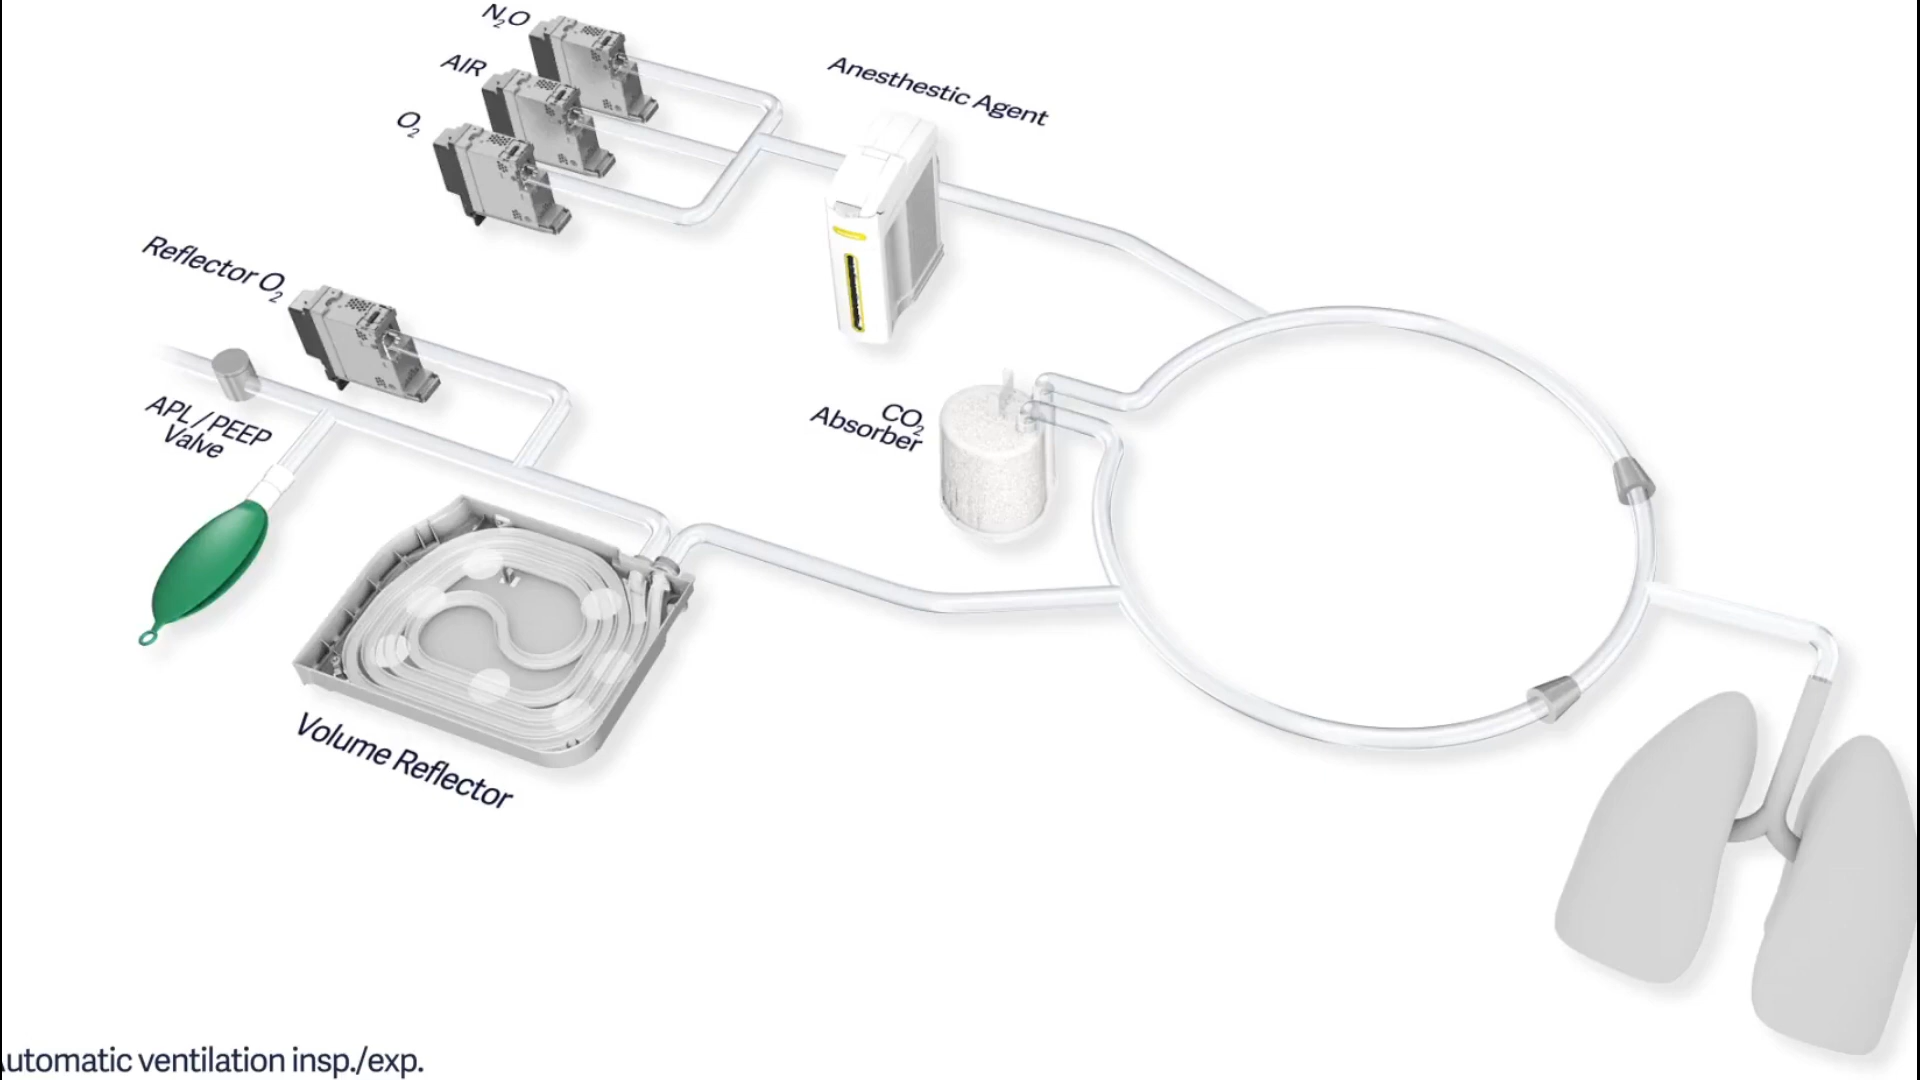 N₂O
AIR
O₂
Anesthestic Agent
Reflector O₂
APL / PEEP
Valve
CO₂
Absorber
Volume Reflector
utomatic ventilation insp./exp.